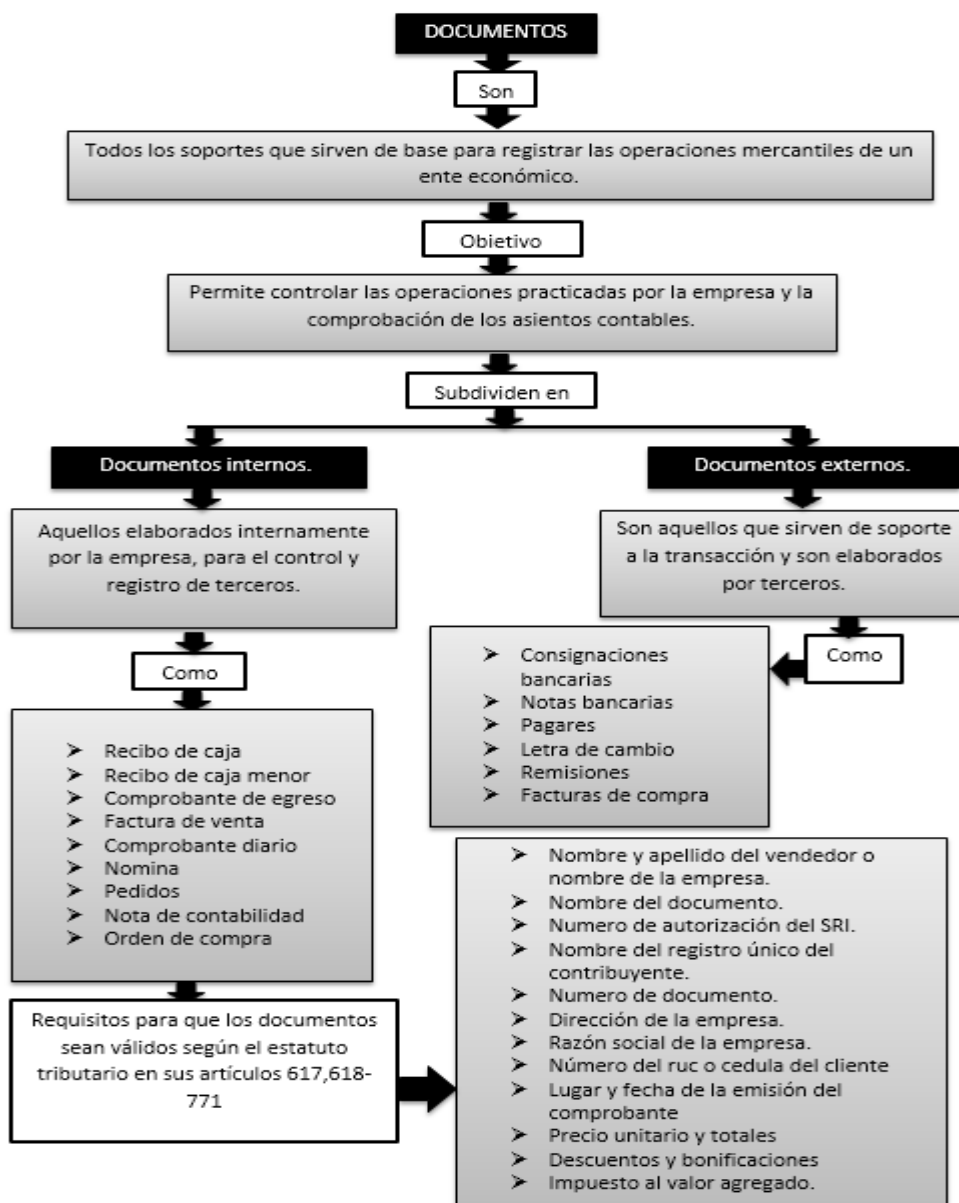 DOCUMENTOS
Son
Todos los soportes que sirven de base para registrar las operaciones mercantiles de un
ente económico.
Objetivo
Permite controlar las operaciones practicadas por la empresa y la
comprobación de los asientos contables.
Subdividen en
Documentos internos.
Aquellos elaborados internamente
por la empresa, para el control y
registro de terceros.
Como
➤ Recibo de caja
➤ Recibo de caja menor
➤ Comprobante de egreso
➤ Factura de venta
➤ Comprobante diario
➤ Nomina
➤ Pedidos
➤ Nota de contabilidad
➤ Orden de compra
Requisitos para que los documentos
sean válidos según el estatuto
tributario en sus artículos 617,618-
771
Documentos externos.
Son aquellos que sirven de soporte
a la transacción y son elaborados
por terceros.
Como
➤ Consignaciones
bancarias
➤ Notas bancarias
➤ Pagares
➤ Letra de cambio
➤ Remisiones
➤ Facturas de compra
➤ Nombre y apellido del vendedor o
nombre de la empresa.
➤ Nombre del documento.
➤ Numero de autorización del SRI.
➤ Nombre del registro único del
contribuyente.
➤ Numero de documento.
➤ Dirección de la empresa.
➤ Razón social de la empresa.
➤ Número del ruc o cedula del cliente
➤ Lugar y fecha de la emisión del
comprobante
➤ Precio unitario y totales
➤ Descuentos y bonificaciones
➤ Impuesto al valor agregado.